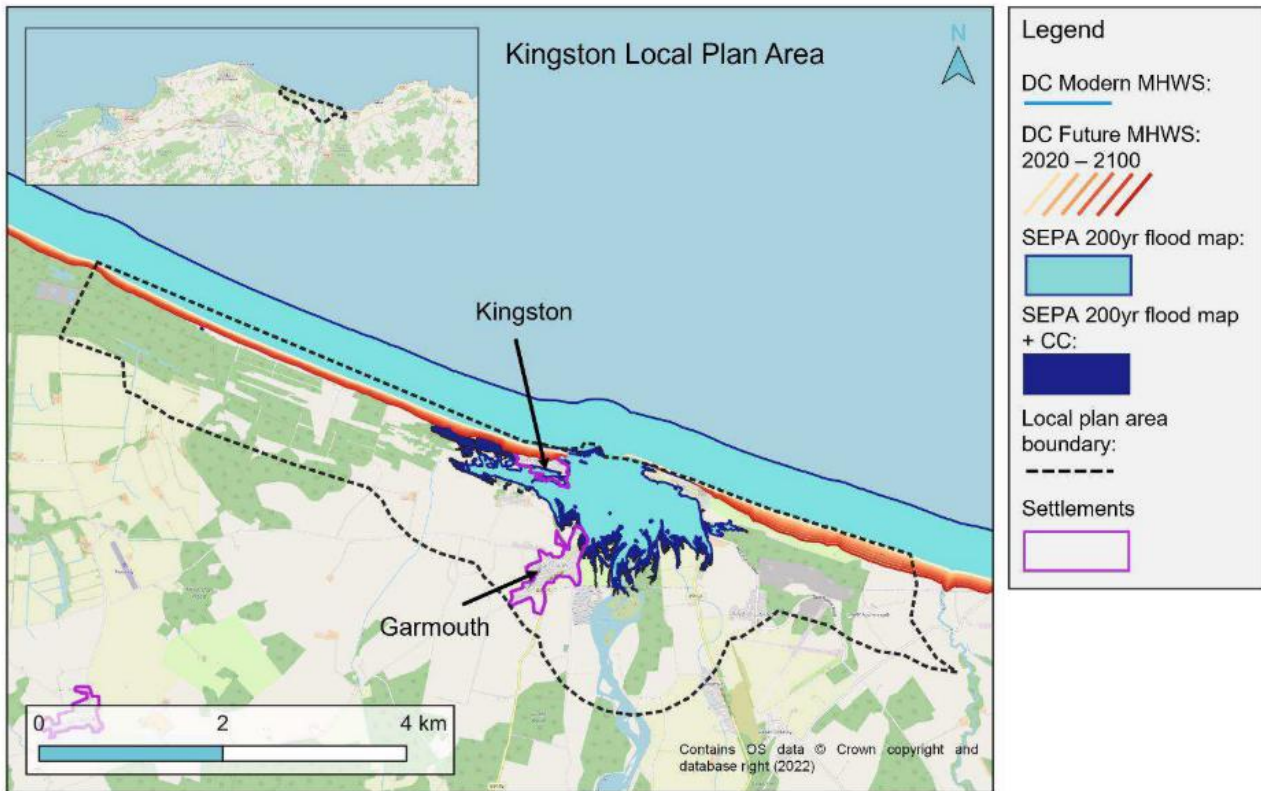 Kingston Local Plan Area
N
Kingston
Garmouth
0 2 4 km
Contains OS data © Crown copyright and
database right (2022)
Legend
DC Modern MHWS:
DC Future MHWS:
2020 – 2100
SEPA 200yr flood map:
SEPA 200yr flood map
+ CC:
Local plan area
boundary:
Settlements